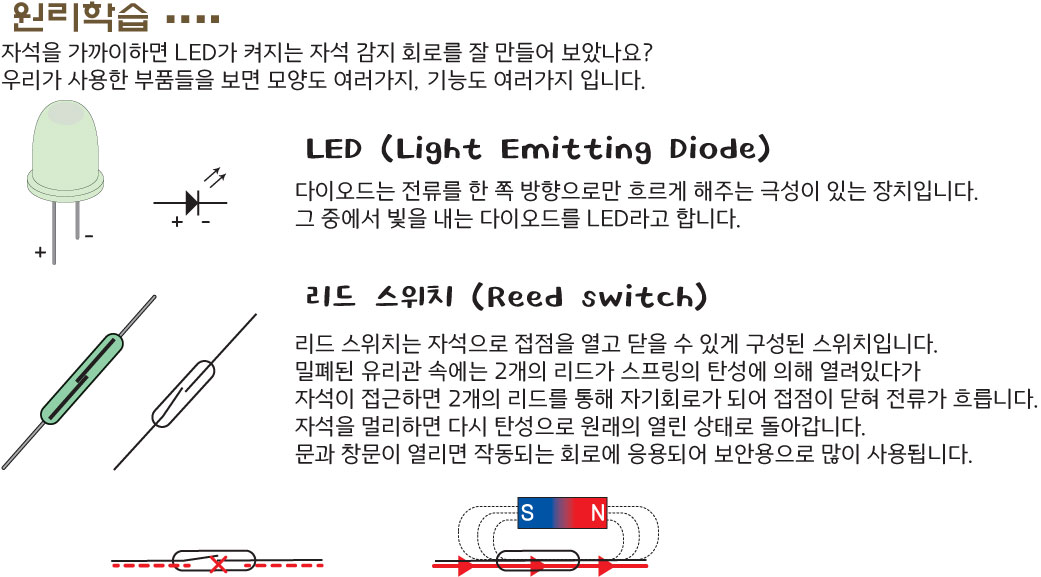 원리학습 ....
자석을 가까이하면 LED가 켜지는 자석 감지 회로를 잘 만들어 보았나요?
우리가 사용한 부품들을 보면 모양도 여러가지, 기능도 여러가지 입니다.
LED (Light Emitting Diode)
다이오드는 전류를 한 쪽 방향으로만 흐르게 해주는 극성이 있는 장치입니다.
그 중에서 빛을 내는 다이오드를 LED라고 합니다.
+ -
+ -
리드 스위치 (Reed switch)
리드 스위치는 자석으로 접점을 열고 닫을 수 있게 구성된 스위치입니다.
밀폐된 유리관 속에는 2개의 리드가 스프링의 탄성에 의해 열려있다가
자석이 접근하면 2개의 리드를 통해 자기회로가 되어 접점이 닫혀 전류가 흐릅니다.
자석을 멀리하면 다시 탄성으로 원래의 열린 상태로 돌아갑니다.
문과 창문이 열리면 작동되는 회로에 응용되어 보안용으로 많이 사용됩니다.
S N